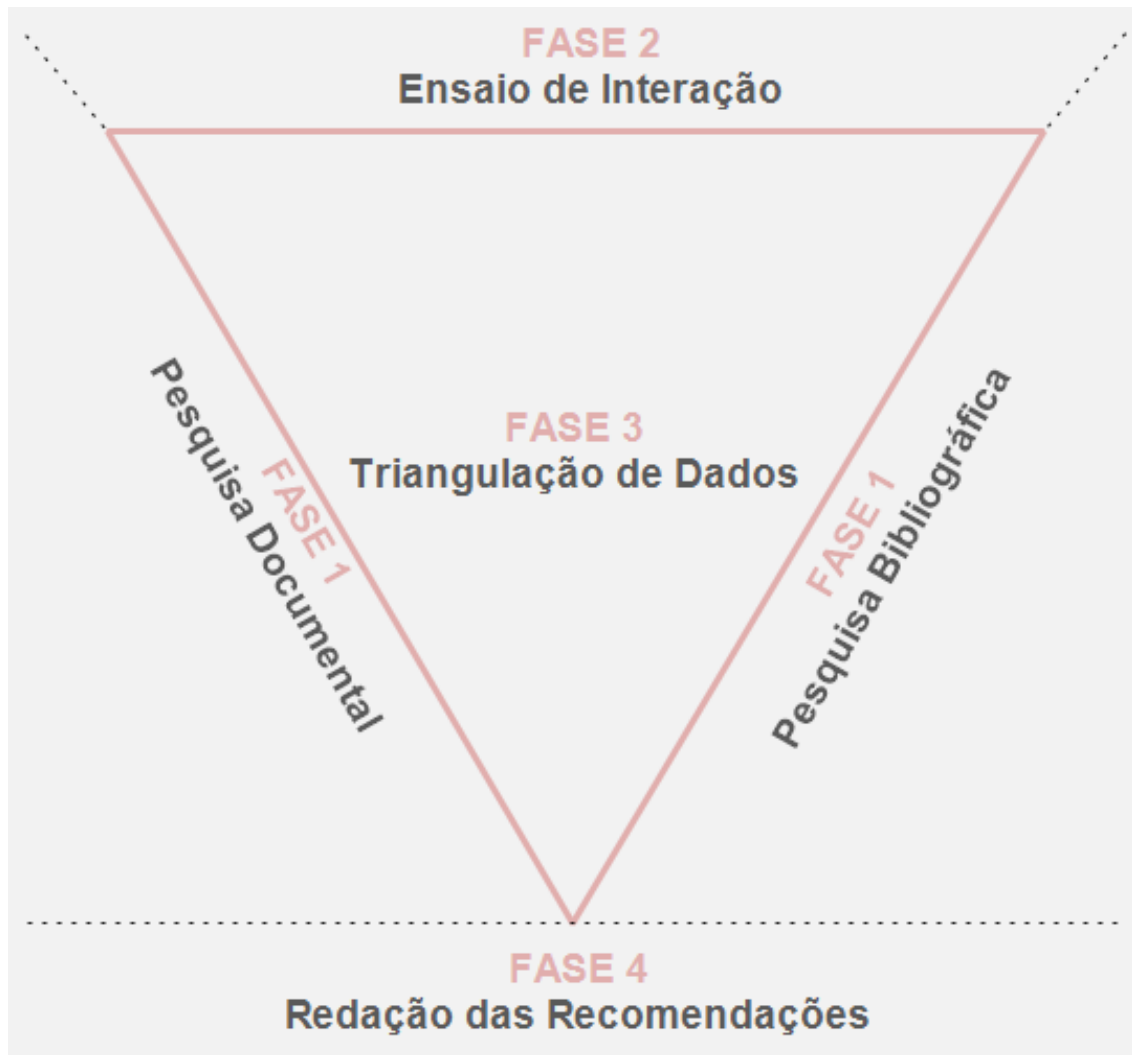 FASE 2
Ensaio de Interação
FASE 3
Triangulação de Dados
FASE 1
Pesquisa Documental
FASE 1
Pesquisa Bibliográfica
FASE 4
Redação das Recomendações